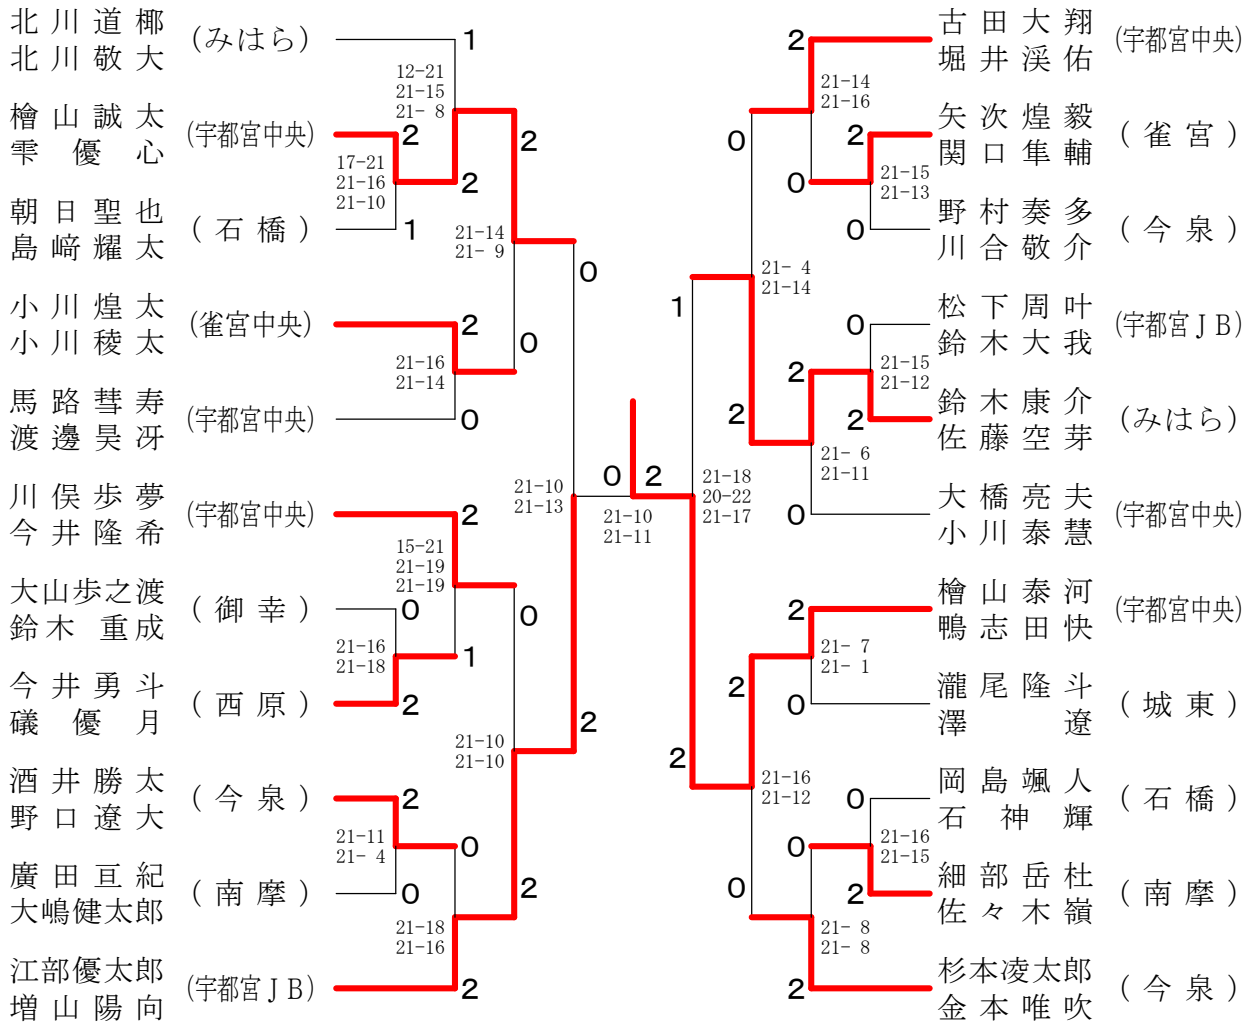 北川道椰
北川敬大
(みはら)
1
12-21
21-15
21- 8
檜山誠太
雫優心
(宇都宮中央)
2
17-21
21-16
21-10
2
2
朝日聖也
島﨑耀太
(石橋)
1
21-14
21- 9
0
小川煌太
小川稜太
(雀宮中央)
2
0
21-16
21-14
馬路彗寿
渡邊昊冴
(宇都宮中央)
0
川俣歩夢
今井隆希
(宇都宮中央)
2
21-10
21-13
15-21
21-19
21-19
大山歩之渡
鈴木重成
(御幸)
0
0
21-16
21-18
1
今井勇斗
礒優月
(西原)
2
2
21-10
21-10
酒井勝太
野口遼大
(今泉)
2
21-11
21- 4
0
廣田亘紀
大嶋健太郎
(南摩)
0
2
21-18
21-16
江部優太郎
増山陽向
(宇都宮ＪＢ)
2
0
2
21-10
21-11
2
古田大翔
堀井渓佑
(宇都宮中央)
21-14
21-16
0
2
矢次煌毅
関口隼輔
(雀宮)
0
21-15
21-13
0
野村奏多
川合敬介
(今泉)
21- 4
21-14
1
0
松下周叶
鈴木大我
(宇都宮ＪＢ)
2
21-15
21-12
2
2
鈴木康介
佐藤空芽
(みはら)
21- 6
21-11
21-18
20-22
21-17
0
大橋亮夫
小川泰慧
(宇都宮中央)
2
檜山泰河
鴨志田快
(宇都宮中央)
21- 7
21- 1
2
0
瀧尾隆斗
澤遼
(城東)
2
21-16
21-12
0
岡島颯人
石神輝
(石橋)
0
21-16
21-15
0
2
細部岳杜
佐々木嶺
(南摩)
21- 8
21- 8
2
杉本凌太郎
金本唯吹
(今泉)